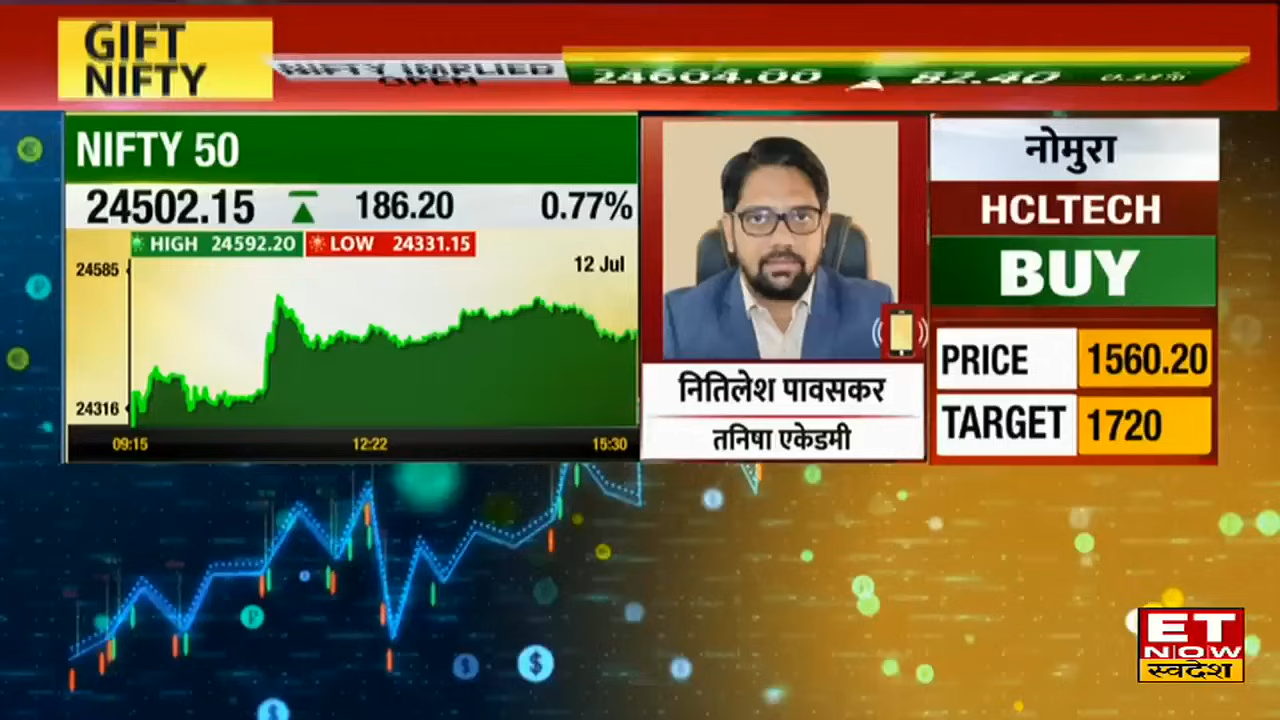 GIFT
NIFTY
NIFTY IMPLIED
OPEN
24604.00 82.40
NIFTY 50
24502.15 186.20 0.77%
HIGH 24592.20 LOW 24331.15
12 Jul
24585
24316
09:15 12:22 15:30
नितिलेश पावसकर
तनिषा एकेडमी
नोमुरा
HCLTECH
BUY
PRICE 1560.20
TARGET 1720
ET
NOW
स्वदेश